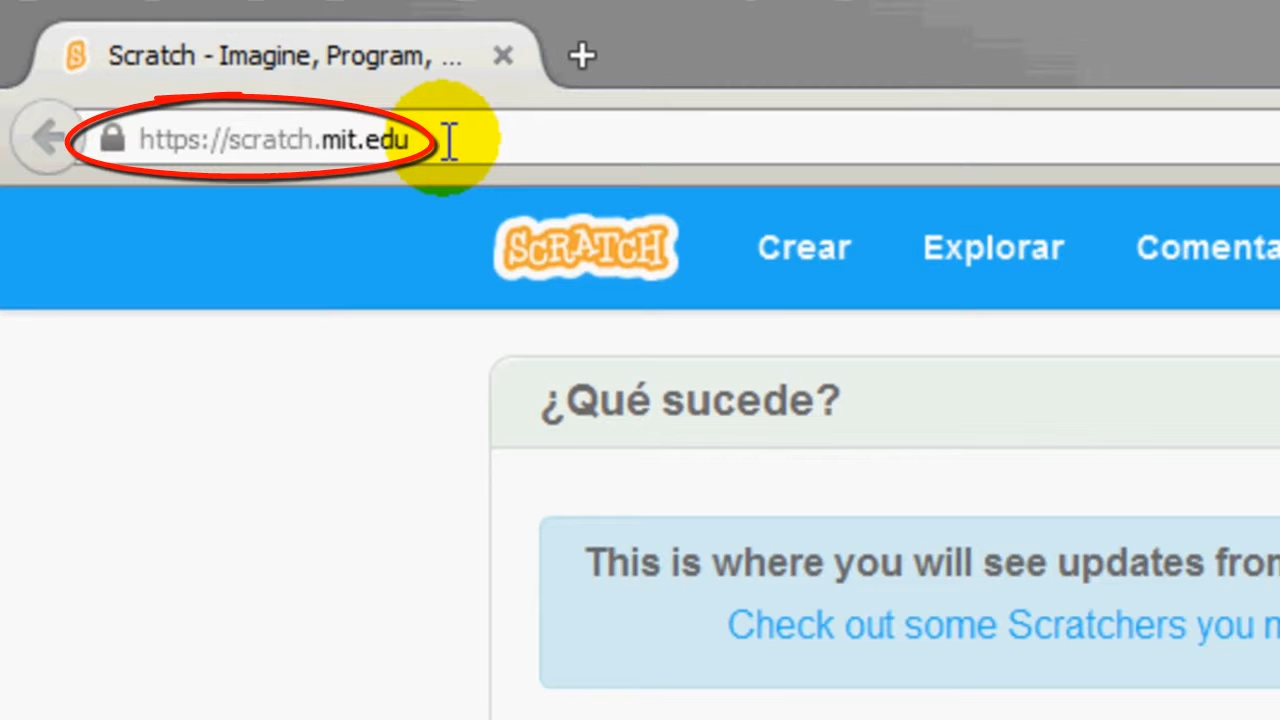 Scratch - Imagine, Program, ...
https://scratch.mit.edu
SCRATCH Crear Explorar Comenta
¿Qué sucede?
This is where you will see updates from
Check out some Scratchers you